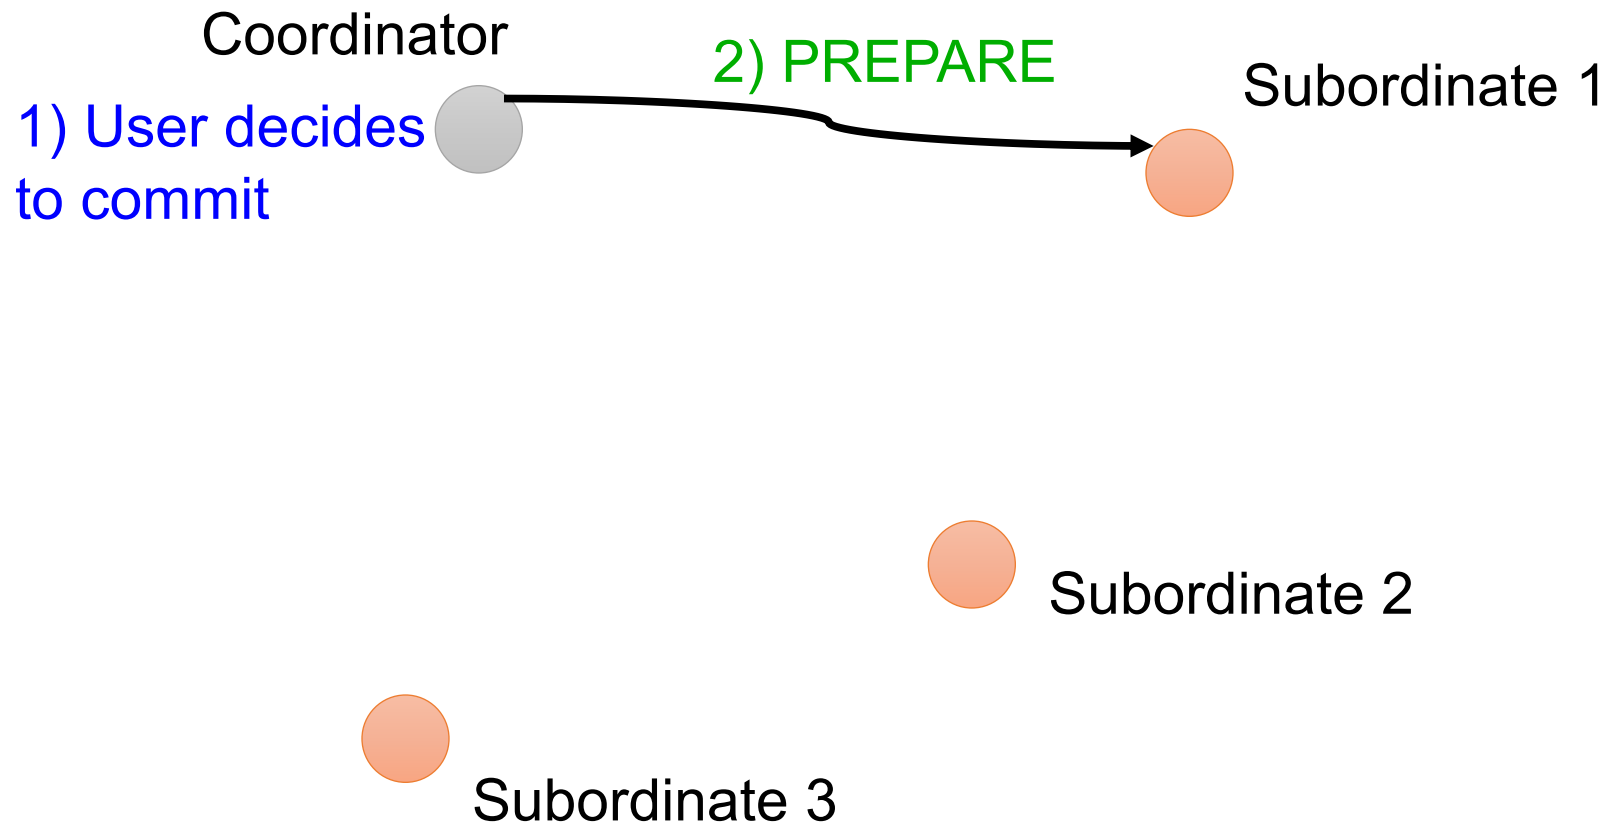 Coordinator
2) PREPARE
Subordinate 1
1) User decides
to commit
Subordinate 2
Subordinate 3